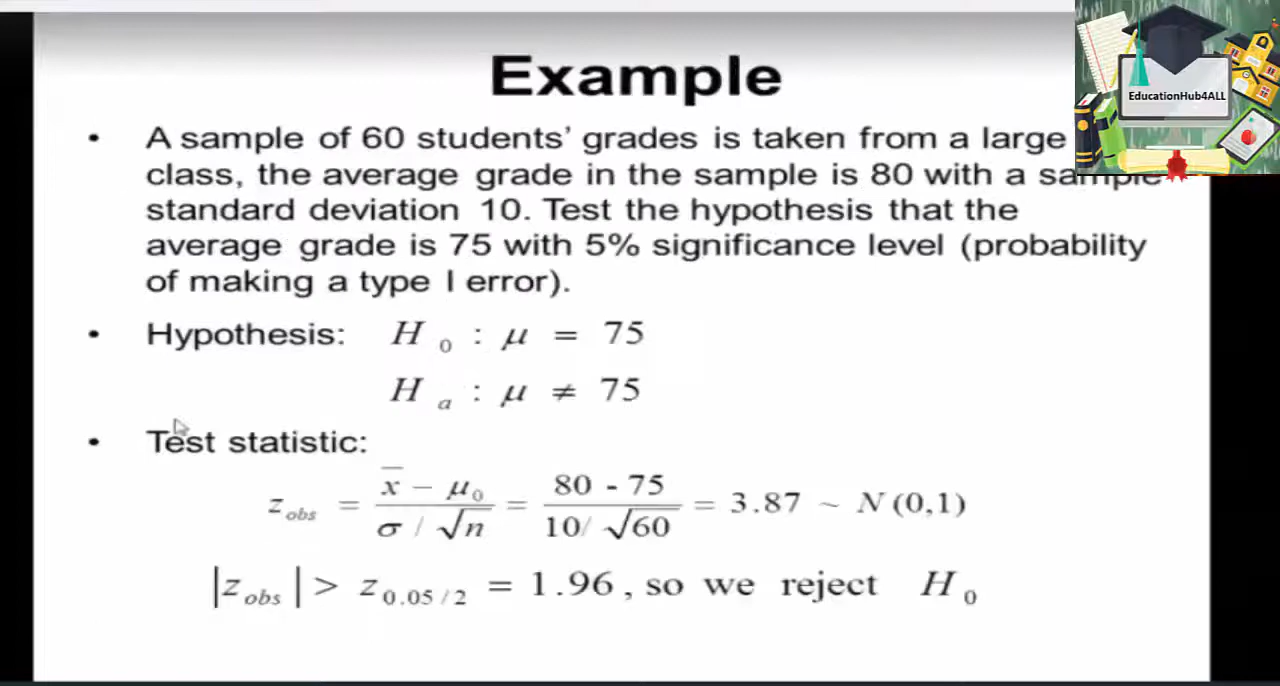 Example
EducationHub4ALL
• A sample of 60 students' grades is taken from a large
class, the average grade in the sample is 80 with a sample
standard deviation 10. Test the hypothesis that the
average grade is 75 with 5% significance level (probability
of making a type I error).
• Hypothesis: H0 : μ = 75
Ha : μ ≠ 75
• Test statistic:
z_obs = (x̄ − μ0) / (σ / √n) = (80 - 75) / (10/ √60) = 3.87 ~ N (0,1)
|z_obs| > z_0.05/2 = 1.96 , so we reject H0